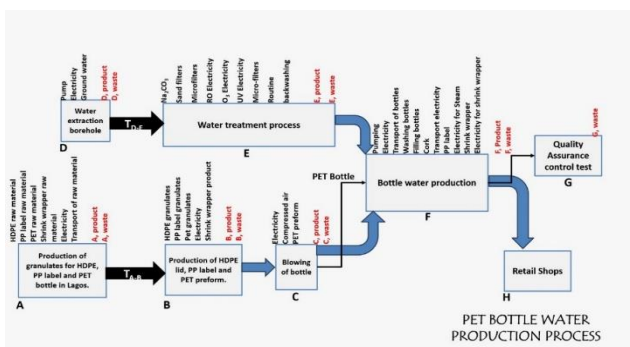 Pump
Electricity
Ground water
D, product
D, waste
Water
extraction
borehole
D
T D-E
Na2CO3
Sand filters
Microfilters
RO Electricity
O3 Electricity
UV Electricity
Micro-filters
Routine
backwashing
E, product
E, waste
Water treatment process
E
Pumping
Electricity
Transport of bottles
Washing bottles
Filling bottles
Cork
Transport electricity
PP label
Electricity for Steam
Shrink wrapper
Electricity for shrink wrapper
F, Product
F, waste
PET Bottle
Bottle water production
F
G, waste
Quality
Assurance
control test
G
HDPE raw material
PP label raw material
PET raw material
Shrink wrapper raw
material
Electricity
Transport of raw material
A, product
A, waste
Production of
granulates for HDPE,
PP label and PET
bottle in Lagos.
A
T A-B
HDPE granulates
PP label granulates
Pet granulates
Electricity
Shrink wrapper product
B, product
B, waste
Production of HDPE
lid, PP label and
PET preform.
B
Electricity
Compressed air
PET preform
C, product
C, waste
Blowing
of bottle
C
Retail Shops
H
PET BOTTLE WATER
PRODUCTION PROCESS